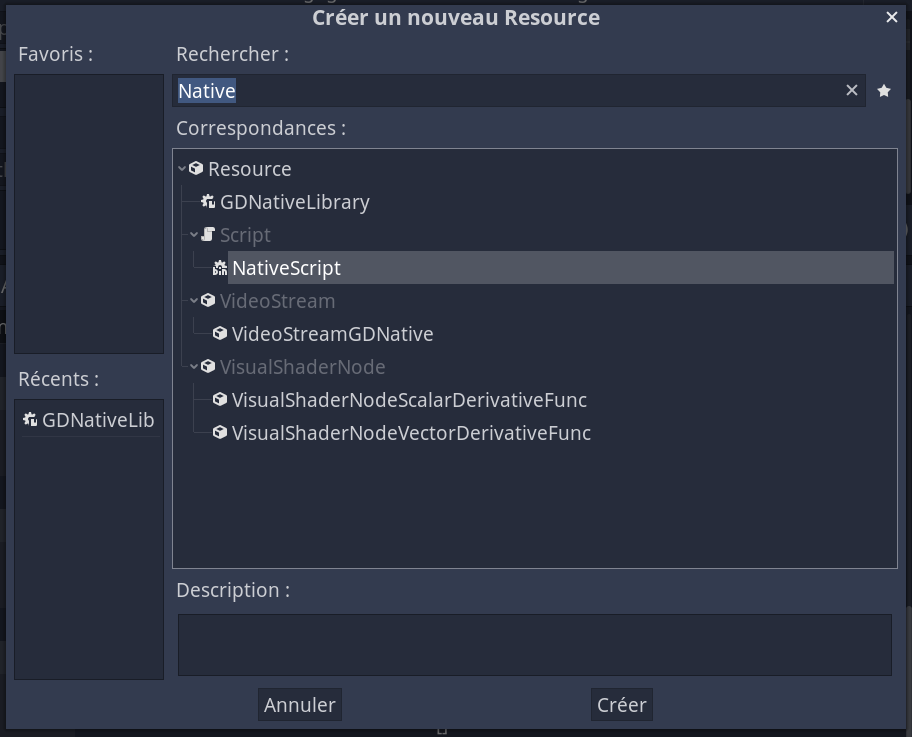 Créer un nouveau Resource
Favoris :
Rechercher :
Native
Correspondances :
Resource
GDNativeLibrary
Script
NativeScript
VideoStream
VideoStreamGDNative
VisualShaderNode
VisualShaderNodeScalarDerivativeFunc
VisualShaderNodeVectorDerivativeFunc
Récents :
GDNativeLib
Description :
Annuler
Créer